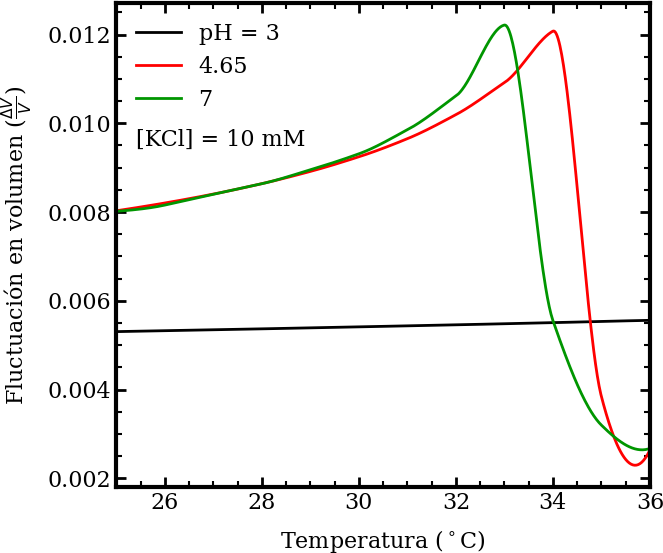 Fluctuación en volumen (ΔV/V)
0.012
0.010
0.008
0.006
0.004
0.002
pH = 3
4.65
7
[KCl] = 10 mM
26 28 30 32 34 36
Temperatura (°C)